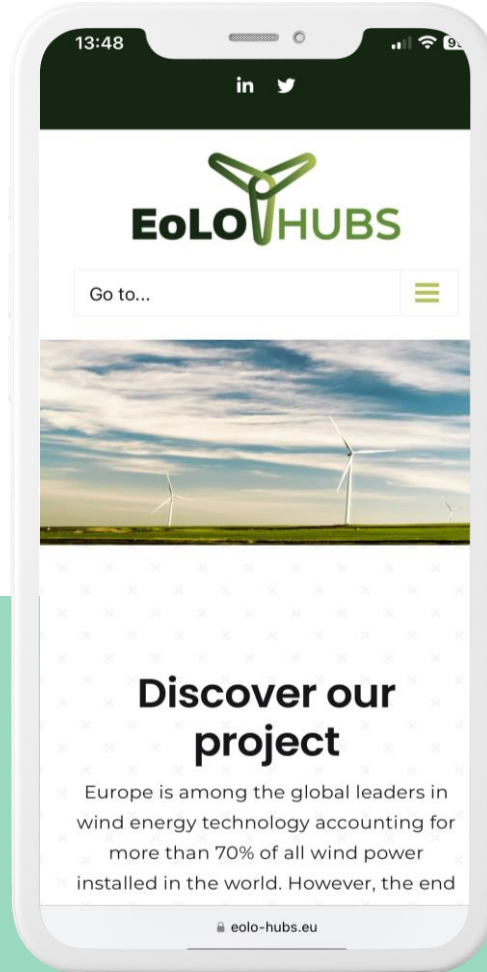 13:48
in
EoLO HUBS
Go to...
Discover our
project
Europe is among the global leaders in
wind energy technology accounting for
more than 70% of all wind power
installed in the world. However, the end
eolo-hubs.eu